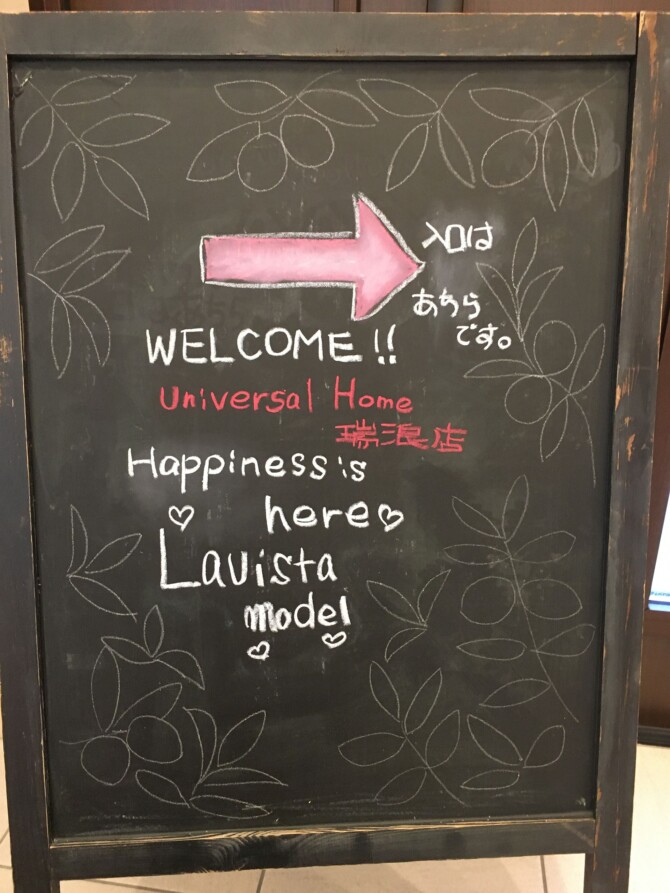 入口は
あちら
です。
WELCOME!!
Universal Home
瑞浪店
Happiness is
here♡
Lavista
model